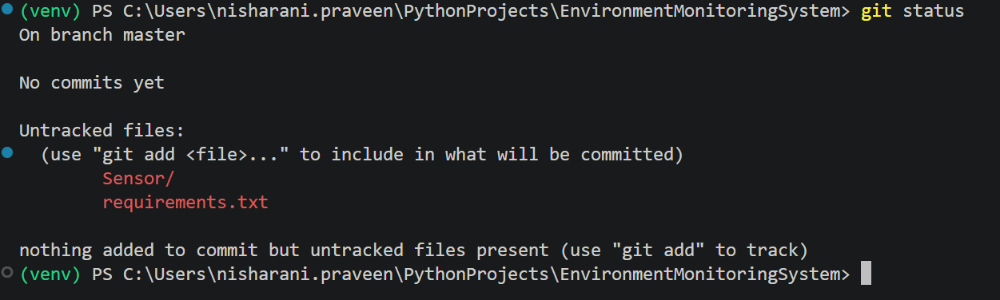 (venv) PS C:\Users\nisharani.praveen\PythonProjects\EnvironmentMonitoringSystem> git status
On branch master
No commits yet
Untracked files:
(use "git add <file>..." to include in what will be committed)
Sensor/
requirements.txt
nothing added to commit but untracked files present (use "git add" to track)
(venv) PS C:\Users\nisharani.praveen\PythonProjects\EnvironmentMonitoringSystem>